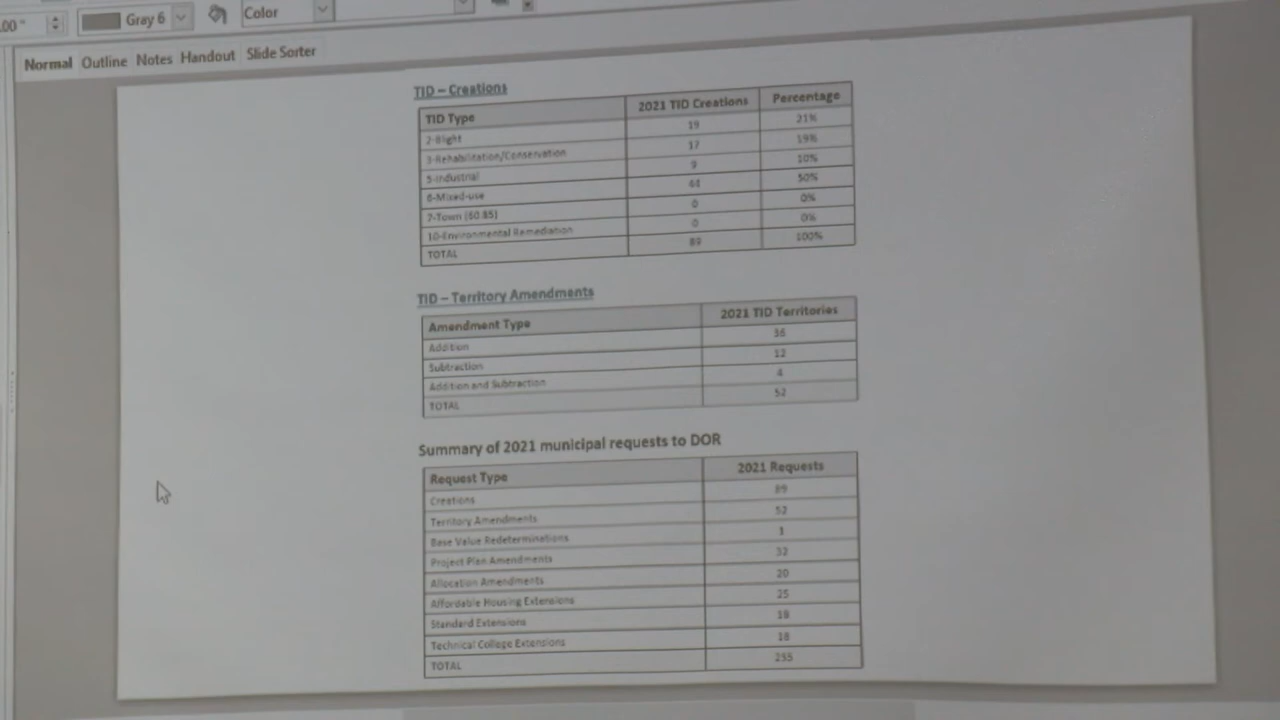 .00 "
Gray 6
Color
Normal Outline Notes Handout Slide Sorter
TID – Creations
TID Type 2021 TID Creations Percentage
2-Blight 19 21%
3-Rehabilitation/Conservation 17 19%
5-Industrial 9 10%
6-Mixed-use 44 50%
7-Town (60.85) 0 0%
10-Environmental Remediation 0 0%
TOTAL 89 100%
TID – Territory Amendments
Amendment Type 2021 TID Territories
Addition 36
Subtraction 12
Addition and Subtraction 4
TOTAL 52
Summary of 2021 municipal requests to DOR
Request Type 2021 Requests
Creations 89
Territory Amendments 52
Base Value Redeterminations 1
Project Plan Amendments 32
Allocation Amendments 20
Affordable Housing Extensions 25
Standard Extensions 18
Technical College Extensions 18
TOTAL 255